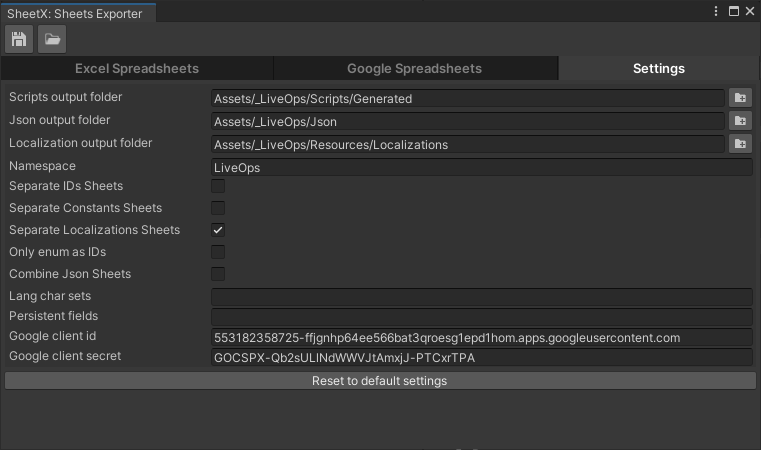 SheetX: Sheets Exporter
Excel Spreadsheets
Google Spreadsheets
Settings
Scripts output folder
Assets/_LiveOps/Scripts/Generated
Json output folder
Assets/_LiveOps/Json
Localization output folder
Assets/_LiveOps/Resources/Localizations
Namespace
LiveOps
Separate IDs Sheets
Separate Constants Sheets
Separate Localizations Sheets
Only enum as IDs
Combine Json Sheets
Lang char sets
Persistent fields
Google client id
553182358725-ffjgnhp64ee566bat3qroesg1epd1hom.apps.googleusercontent.com
Google client secret
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
Reset to default settings